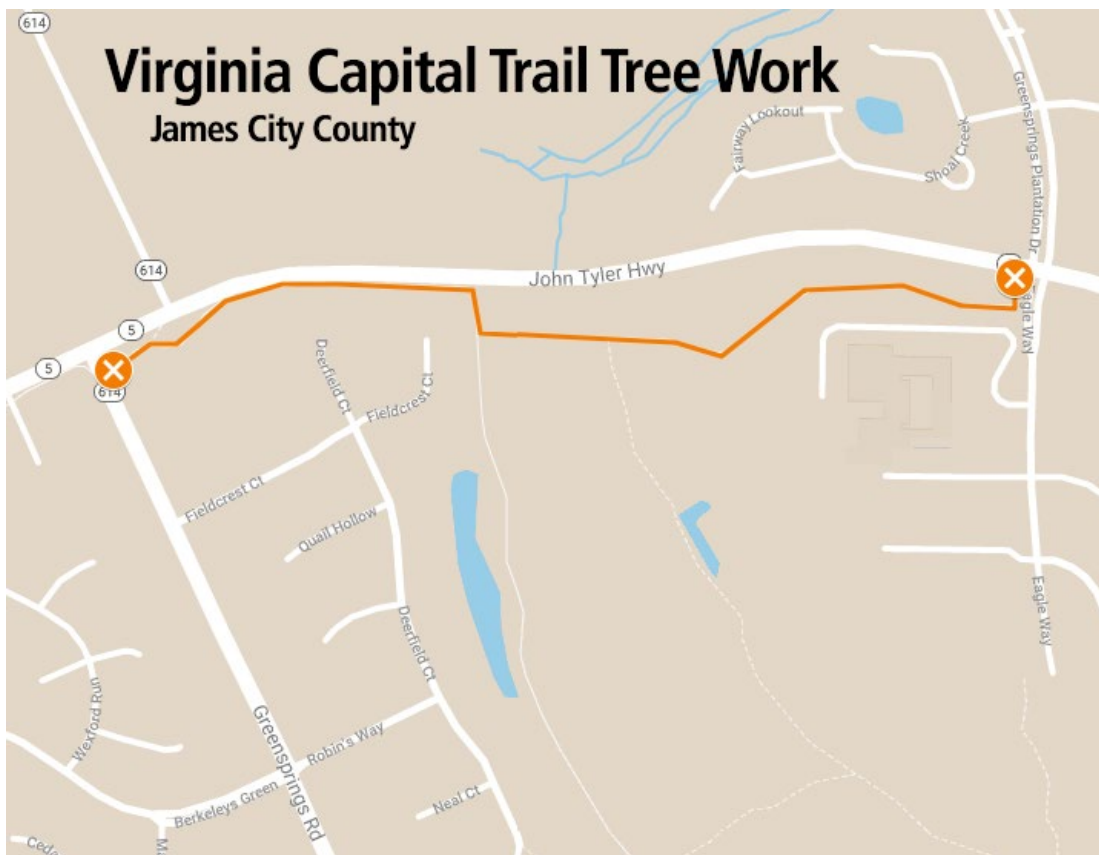 614
Virginia Capital Trail Tree Work
James City County
Greensprings Plantation Dr
Fairway Lookout
Shoal Creek
614
John Tyler Hwy
5
5
614
Eagle Way
Deerfield Ct
Fieldcrest Ct
Fieldcrest Ct
Quail Hollow
Eagle Way
Deerfield Ct
Wexford Run
Greensprings Rd
Robin's Way
Berkeleys Green
Neal Ct